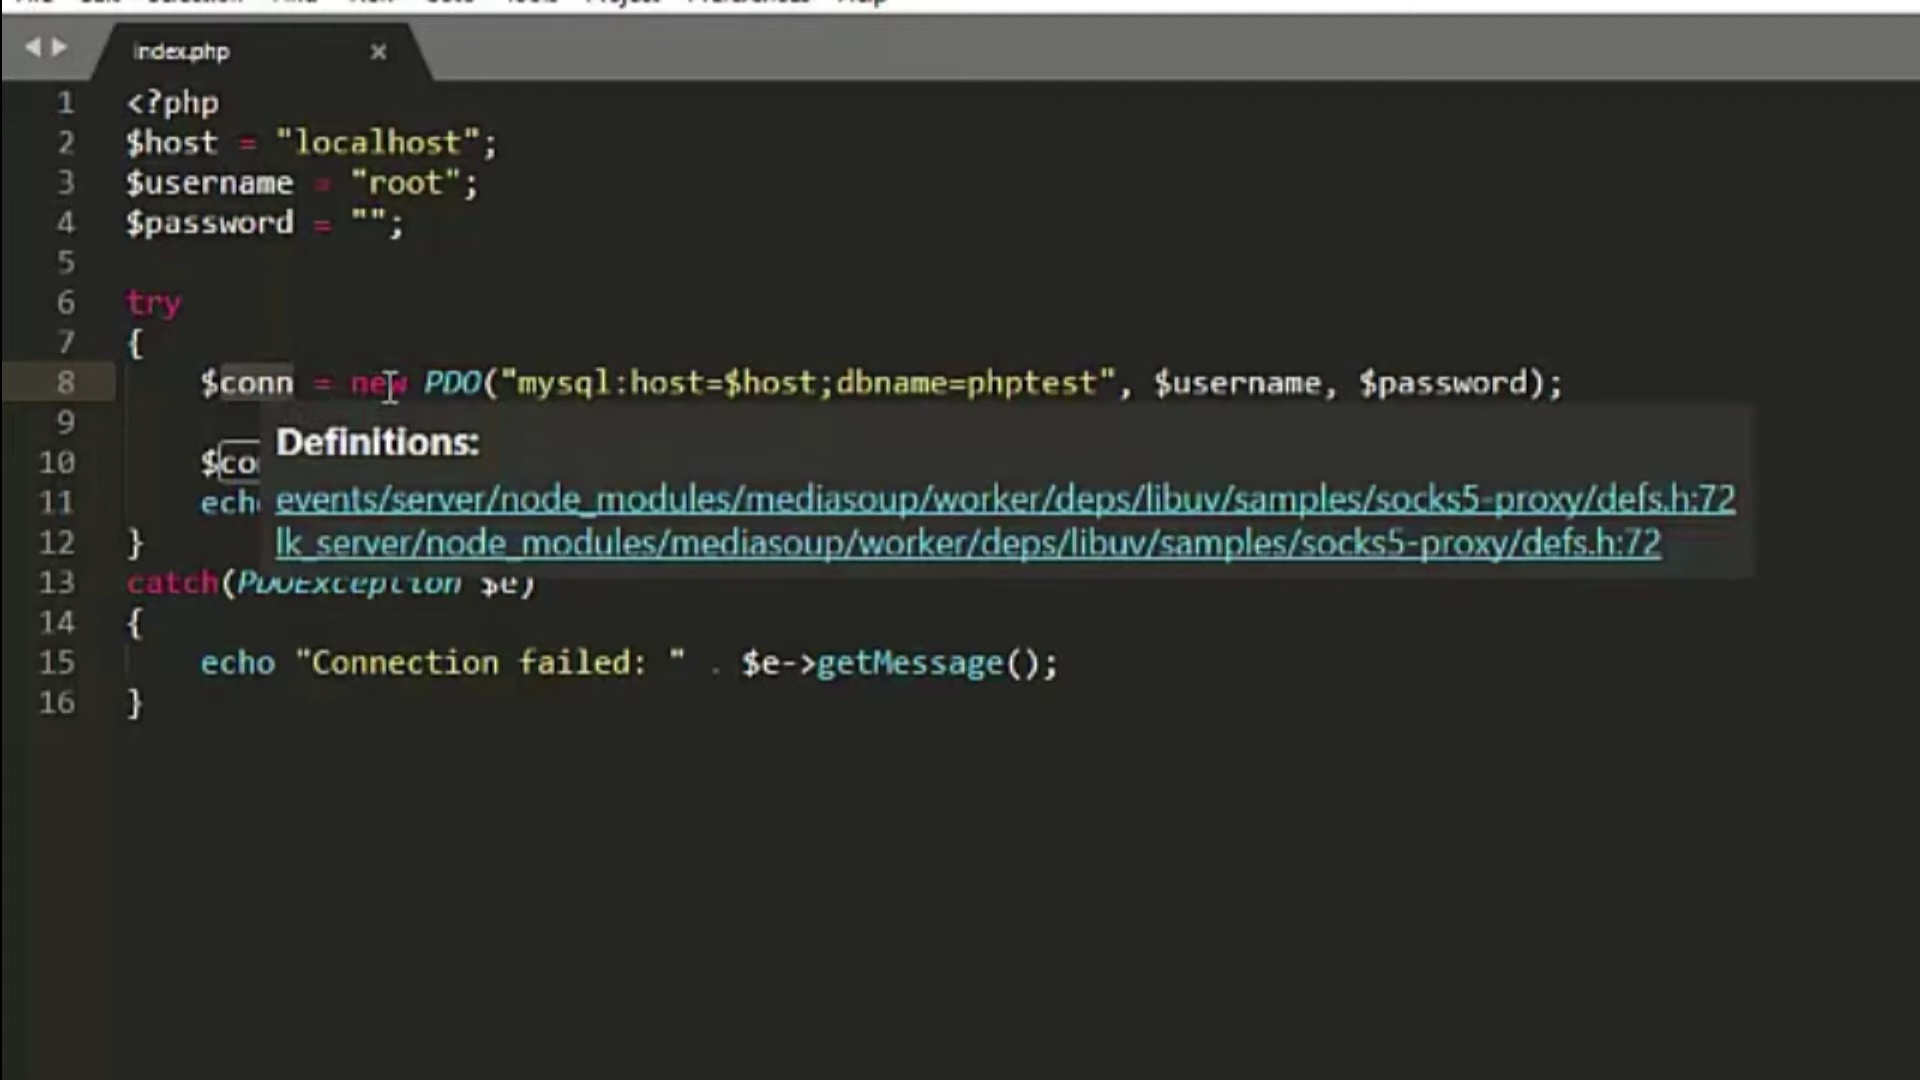 index.php
1 <?php
2 $host = "localhost";
3 $username = "root";
4 $password = "";
5
6 try
7 {
8 $conn = new PDO("mysql:host=$host;dbname=phptest", $username, $password);
9
Definitions:
10 $co
events/server/node_modules/mediasoup/worker/deps/libuv/samples/socks5-proxy/defs.h:72
11 ech
lk_server/node_modules/mediasoup/worker/deps/libuv/samples/socks5-proxy/defs.h:72
12 }
13 catch(PDOException $e)
14 {
15 echo "Connection failed: " . $e->getMessage();
16 }